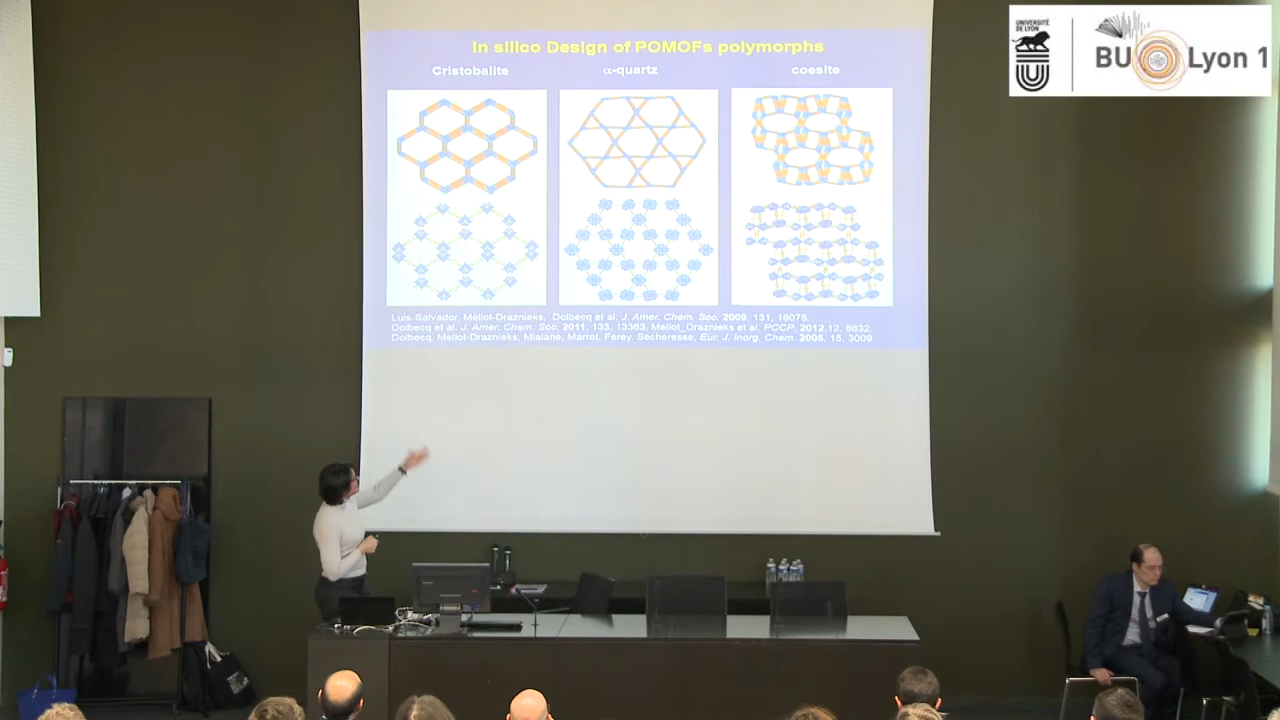 In silico Design of POMOFs polymorphs
Cristobalite α-quartz coesite
Luis-Salvador, Mellot-Draznieks, Dolbecq et al. J. Amer. Chem. Soc. 2009, 131, 16078.
Dolbecq et al. J. Amer. Chem. Soc. 2011, 133, 13363. Mellot_Draznieks et al. PCCP, 2012,12, 8632.
Dolbecq, Mellot-Draznieks, Mialane, Marrot, Ferey, Secheresse, Eur. J. Inorg. Chem. 2005, 15, 3009.
UNIVERSITÉ
DE LYON
BU Lyon 1